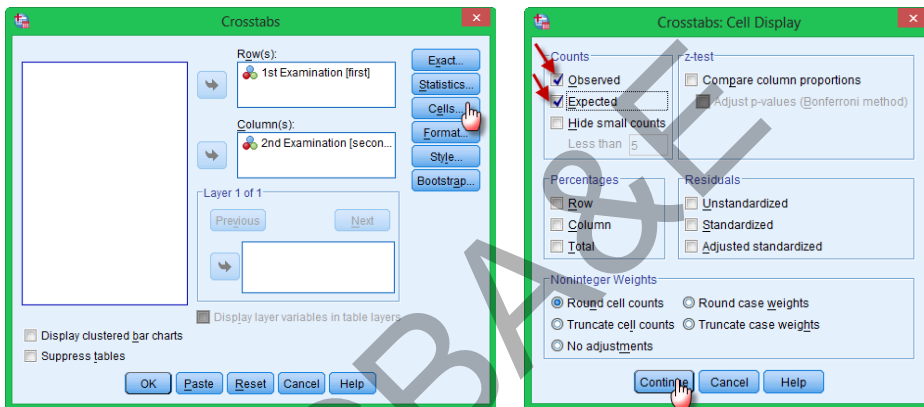 Crosstabs
Row(s):
1st Examination [first]
Column(s):
2nd Examination [secon...
Layer 1 of 1
Previous
Next
Display layer variables in table layers
Display clustered bar charts
Suppress tables
Exact...
Statistics...
Cells...
Format...
Style...
Bootstrap...
OK Paste Reset Cancel Help
Crosstabs: Cell Display
Counts
Observed
Expected
Hide small counts
Less than 5
z-test
Compare column proportions
Adjust p-values (Bonferroni method)
Percentages
Row
Column
Total
Residuals
Unstandardized
Standardized
Adjusted standardized
Noninteger Weights
Round cell counts Round case weights
Truncate cell counts Truncate case weights
No adjustments
Continue Cancel Help
BA&E